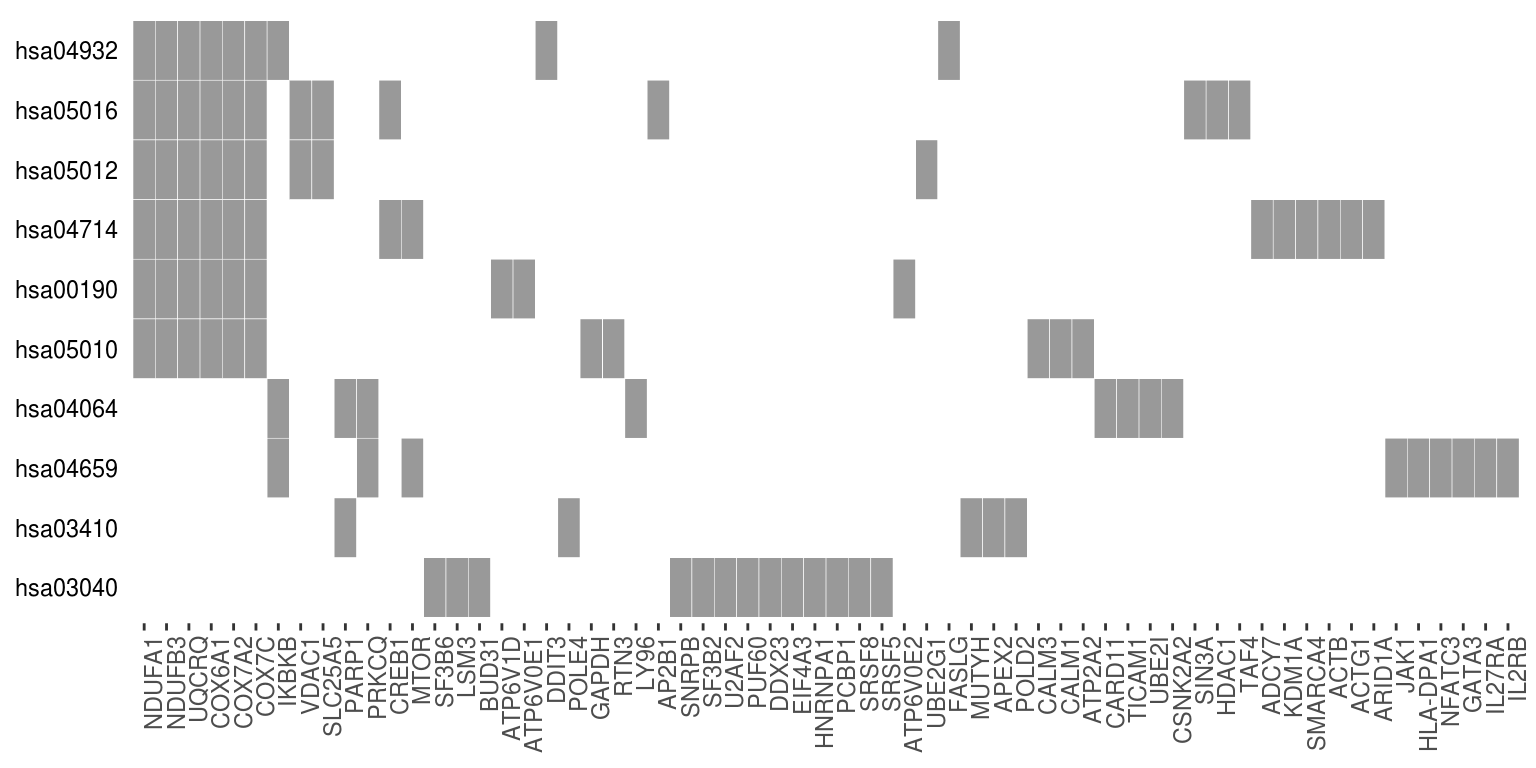 hsa04932
hsa05016
hsa05012
hsa04714
hsa00190
hsa05010
hsa04064
hsa04659
hsa03410
hsa03040
NDUFA1
NDUFB3
UQCRQ
COX6A1
COX7A2
COX7C
IKBKB
VDAC1
SLC25A5
PARP1
PRKCQ
CREB1
MTOR
SF3B6
LSM3
BUD31
ATP6V1D
ATP6V0E1
DDIT3
POLE4
GAPDH
RTN3
LY96
AP2B1
SNRPB
SF3B2
U2AF2
PUF60
DDX23
EIF4A3
HNRNPA1
PCBP1
SRSF8
SRSF5
ATP6V0E2
UBE2G1
FASLG
MUTYH
APEX2
POLD2
CALM3
CALM1
ATP2A2
CARD11
TICAM1
UBE2I
CSNK2A2
SIN3A
HDAC1
TAF4
ADCY7
KDM1A
SMARCA4
ACTB
ACTG1
ARID1A
JAK1
HLA-DPA1
NFATC3
GATA3
IL27RA
IL2RB